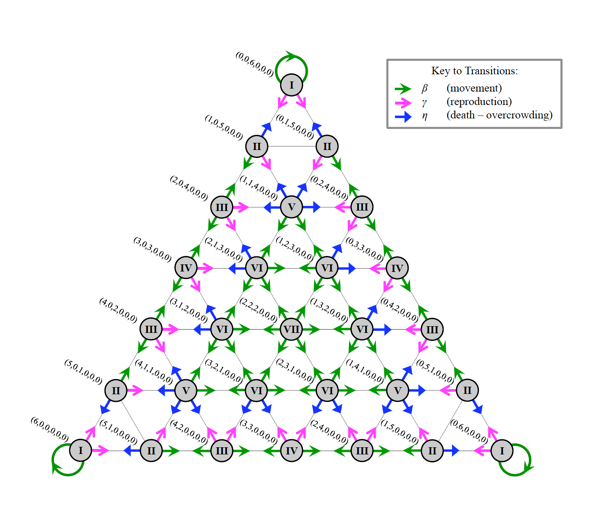 (0,0,6,0,0,0)
I
Key to Transitions:
β (movement)
γ (reproduction)
η (death – overcrowding)
(1,0,5,0,0,0) (0,1,5,0,0,0)
II II
(2,0,4,0,0,0) (1,1,4,0,0,0) (0,2,4,0,0,0)
III V III
(3,0,3,0,0,0) (2,1,3,0,0,0) (1,2,3,0,0,0) (0,3,3,0,0,0)
IV VI VI IV
(4,0,2,0,0,0) (3,1,2,0,0,0) (2,2,2,0,0,0) (1,3,2,0,0,0) (0,4,2,0,0,0)
III VI VII VI III
(5,0,1,0,0,0) (4,1,1,0,0,0) (3,2,1,0,0,0) (2,3,1,0,0,0) (1,4,1,0,0,0) (0,5,1,0,0,0)
II V VI VI V II
(6,0,0,0,0,0) (5,1,0,0,0,0) (4,2,0,0,0,0) (3,3,0,0,0,0) (2,4,0,0,0,0) (1,5,0,0,0,0) (0,6,0,0,0,0)
I II III IV III II I